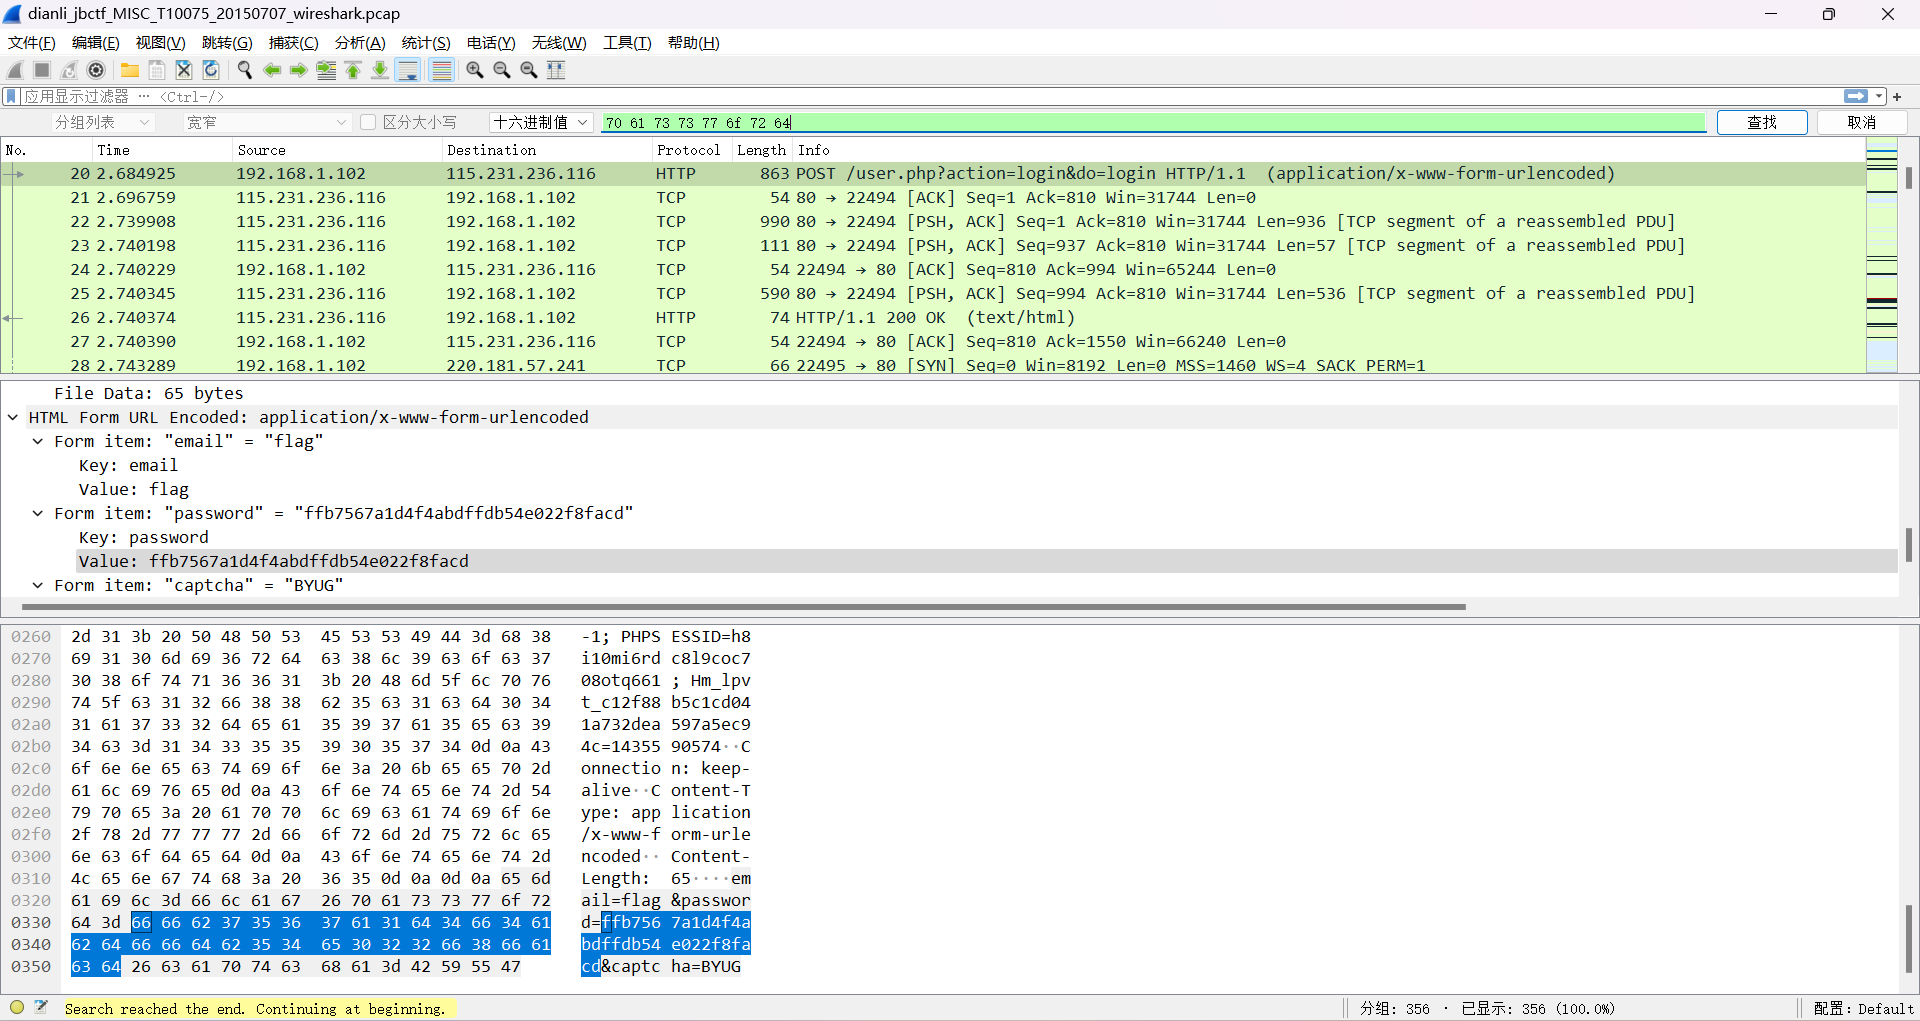 dianli_jbctf_MISC_T10075_20150707_wireshark.pcap
文件(F) 编辑(E) 视图(V) 跳转(G) 捕获(C) 分析(A) 统计(S) 电话(Y) 无线(W) 工具(T) 帮助(H)
应用显示过滤器 … <Ctrl-/>
分组列表 宽窄 区分大小写 十六进制值 70 61 73 73 77 6f 72 64 查找 取消
No. Time Source Destination Protocol Length Info
20 2.684925 192.168.1.102 115.231.236.116 HTTP 863 POST /user.php?action=login&do=login HTTP/1.1 (application/x-www-form-urlencoded)
21 2.696759 115.231.236.116 192.168.1.102 TCP 54 80 → 22494 [ACK] Seq=1 Ack=810 Win=31744 Len=0
22 2.739908 115.231.236.116 192.168.1.102 TCP 990 80 → 22494 [PSH, ACK] Seq=1 Ack=810 Win=31744 Len=936 [TCP segment of a reassembled PDU]
23 2.740198 115.231.236.116 192.168.1.102 TCP 111 80 → 22494 [PSH, ACK] Seq=937 Ack=810 Win=31744 Len=57 [TCP segment of a reassembled PDU]
24 2.740229 192.168.1.102 115.231.236.116 TCP 54 22494 → 80 [ACK] Seq=810 Ack=994 Win=65244 Len=0
25 2.740345 115.231.236.116 192.168.1.102 TCP 590 80 → 22494 [PSH, ACK] Seq=994 Ack=810 Win=31744 Len=536 [TCP segment of a reassembled PDU]
26 2.740374 115.231.236.116 192.168.1.102 HTTP 74 HTTP/1.1 200 OK (text/html)
27 2.740390 192.168.1.102 115.231.236.116 TCP 54 22494 → 80 [ACK] Seq=810 Ack=1550 Win=66240 Len=0
28 2.743289 192.168.1.102 220.181.57.241 TCP 66 22495 → 80 [SYN] Seq=0 Win=8192 Len=0 MSS=1460 WS=4 SACK_PERM=1
File Data: 65 bytes
HTML Form URL Encoded: application/x-www-form-urlencoded
Form item: "email" = "flag"
Key: email
Value: flag
Form item: "password" = "ffb7567a1d4f4abdffdb54e022f8facd"
Key: password
Value: ffb7567a1d4f4abdffdb54e022f8facd
Form item: "captcha" = "BYUG"
0260 2d 31 3b 20 50 48 50 53 45 53 53 49 44 3d 68 38 -1; PHPS ESSID=h8
0270 69 31 30 6d 69 36 72 64 63 38 6c 39 63 6f 63 37 i10mi6rd c8l9coc7
0280 30 38 6f 74 71 36 36 31 3b 20 48 6d 5f 6c 70 76 08otq661 ; Hm_lpv
0290 74 5f 63 31 32 66 38 38 62 35 63 31 63 64 30 34 t_c12f88 b5c1cd04
02a0 31 61 37 33 32 64 65 61 35 39 37 61 35 65 63 39 1a732dea 597a5ec9
02b0 34 63 3d 31 34 33 35 35 39 30 35 37 34 0d 0a 43 4c=14355 90574··C
02c0 6f 6e 6e 65 63 74 69 6f 6e 3a 20 6b 65 65 70 2d onnectio n: keep-
02d0 61 6c 69 76 65 0d 0a 43 6f 6e 74 65 6e 74 2d 54 alive··C ontent-T
02e0 79 70 65 3a 20 61 70 70 6c 69 63 61 74 69 6f 6e ype: app lication
02f0 2f 78 2d 77 77 77 2d 66 6f 72 6d 2d 75 72 6c 65 /x-www-f orm-urle
0300 6e 63 6f 64 65 64 0d 0a 43 6f 6e 74 65 6e 74 2d ncoded·· Content-
0310 4c 65 6e 67 74 68 3a 20 36 35 0d 0a 0d 0a 65 6d Length: 65····em
0320 61 69 6c 3d 66 6c 61 67 26 70 61 73 73 77 6f 72 ail=flag &passwor
0330 64 3d 66 66 62 37 35 36 37 61 31 64 34 66 34 61 d=ffb756 7a1d4f4a
0340 62 64 66 66 64 62 35 34 65 30 32 32 66 38 66 61 bdffdb54 e022f8fa
0350 63 64 26 63 61 70 74 63 68 61 3d 42 59 55 47 cd&captc ha=BYUG
Search reached the end. Continuing at beginning. 分组: 356 · 已显示: 356 (100.0%) 配置: Default